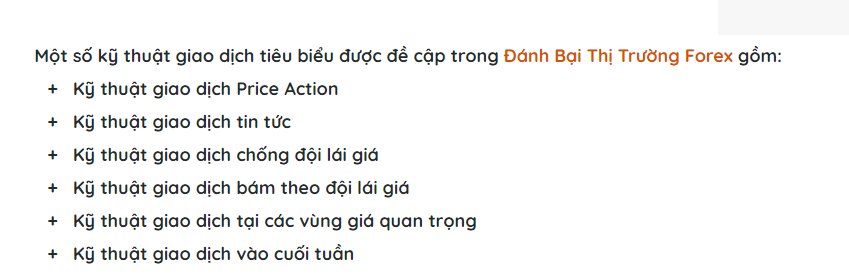 Một số kỹ thuật giao dịch tiêu biểu được đề cập trong Đánh Bại Thị Trường Forex gồm:
+ Kỹ thuật giao dịch Price Action
+ Kỹ thuật giao dịch tin tức
+ Kỹ thuật giao dịch chống đội lái giá
+ Kỹ thuật giao dịch bám theo đội lái giá
+ Kỹ thuật giao dịch tại các vùng giá quan trọng
+ Kỹ thuật giao dịch vào cuối tuần